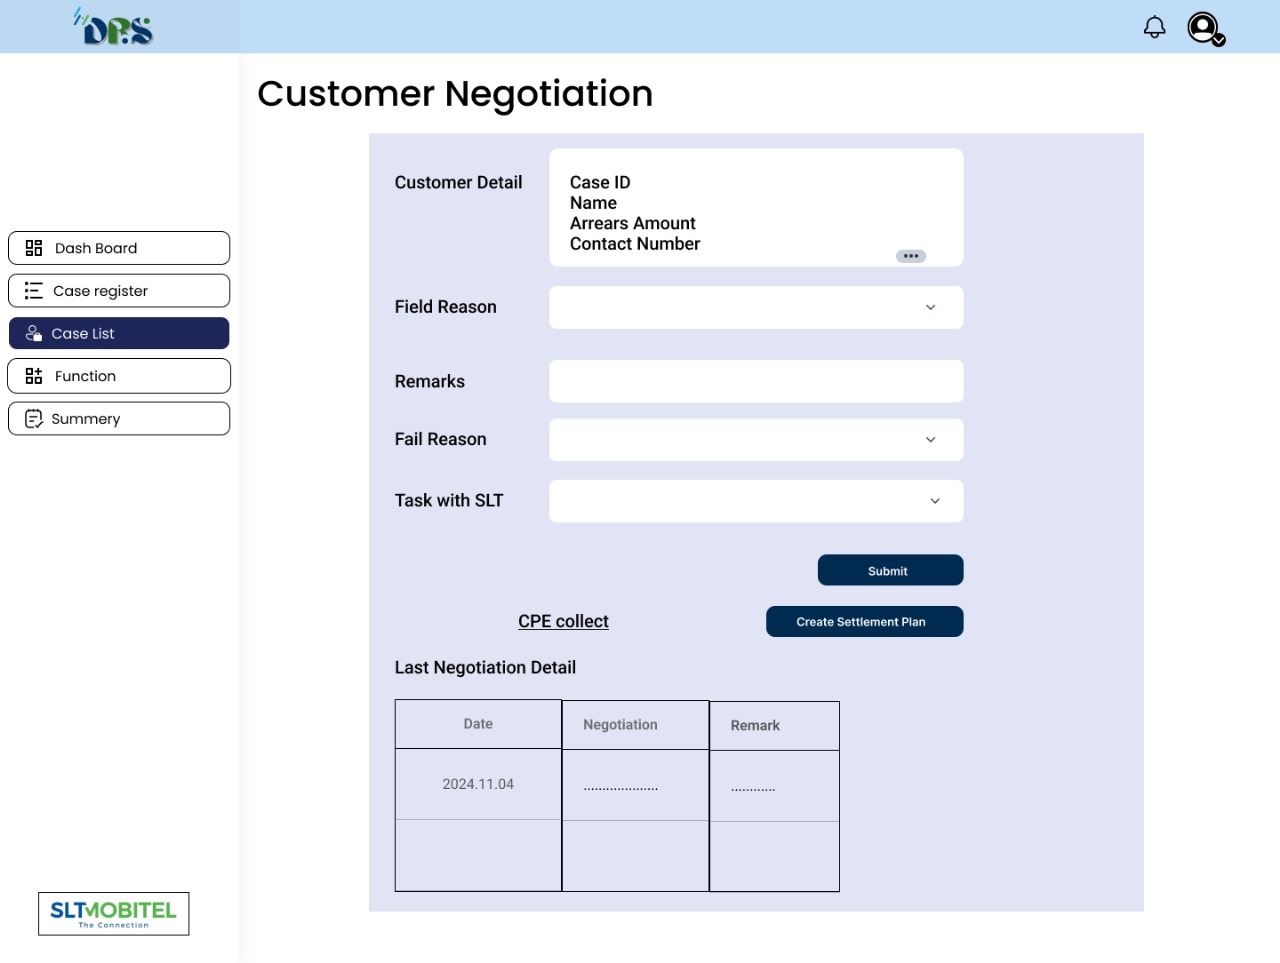 DRS
Customer Negotiation
Dash Board
Case register
Case List
Function
Summery
SLTMOBITEL
The Connection
Customer Detail
Case ID
Name
Arrears Amount
Contact Number
Field Reason
Remarks
Fail Reason
Task with SLT
Submit
CPE collect
Create Settlement Plan
Last Negotiation Detail
Date Negotiation Remark
2024.11.04 .................... ............